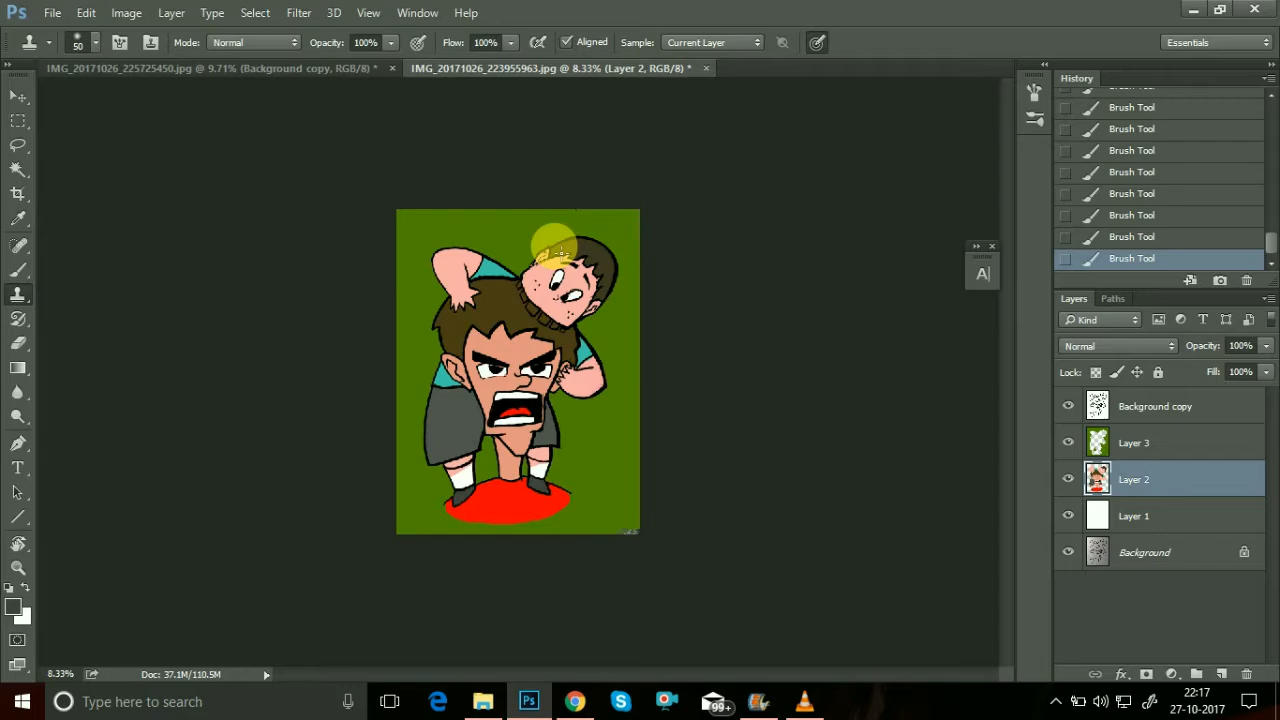 Ps File Edit Image Layer Type Select Filter 3D View Window Help
50 Mode: Normal Opacity: 100% Flow: 100% Aligned Sample: Current Layer Essentials
IMG_20171026_225725450.jpg @ 9.71% (Background copy, RGB/8) * × IMG_20171026_223955963.jpg @ 8.33% (Layer 2, RGB/8) * ×
History
Brush Tool
Brush Tool
Brush Tool
Brush Tool
Brush Tool
Brush Tool
Brush Tool
Brush Tool
A
Layers Paths
Kind
Normal Opacity: 100%
Lock: Fill: 100%
Background copy
Layer 3
Layer 2
Layer 1
Background
8.33% Doc: 37.1M/110.5M
Type here to search
Ps
99+
22:17
27-10-2017